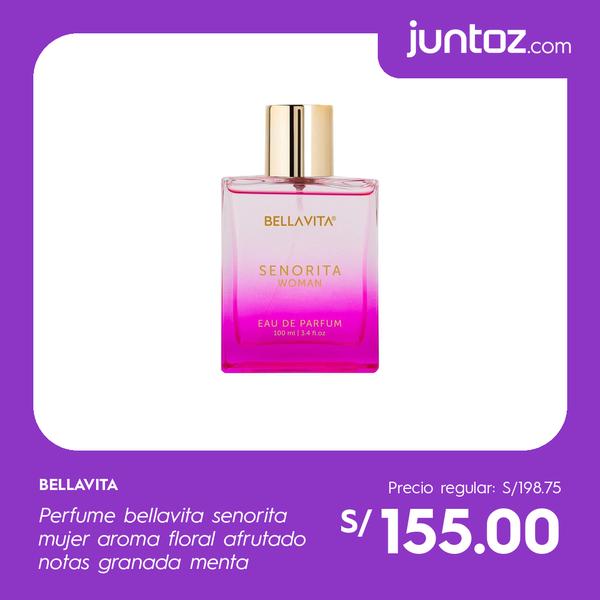 juntoz.com
BELLAVITA®
SENORITA
WOMAN
EAU DE PARFUM
100 ml | 3.4 fl.oz
BELLAVITA
Perfume bellavita senorita
mujer aroma floral afrutado
notas granada menta
Precio regular: S/198.75
S/155.00